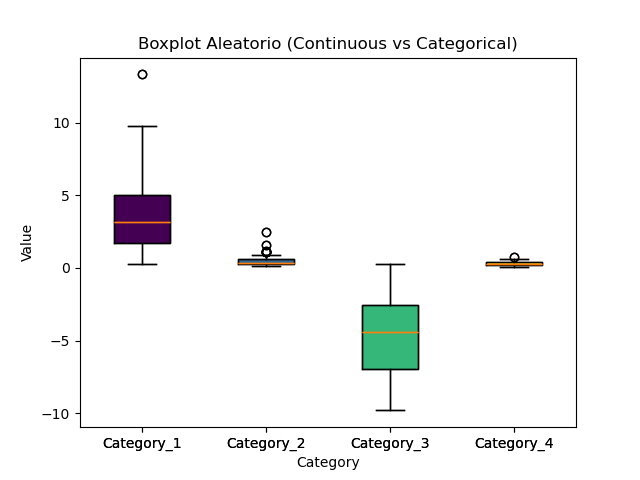 Boxplot Aleatorio (Continuous vs Categorical)
Value
10
5
0
−5
−10
Category_1
Category_2
Category_3
Category_4
Category